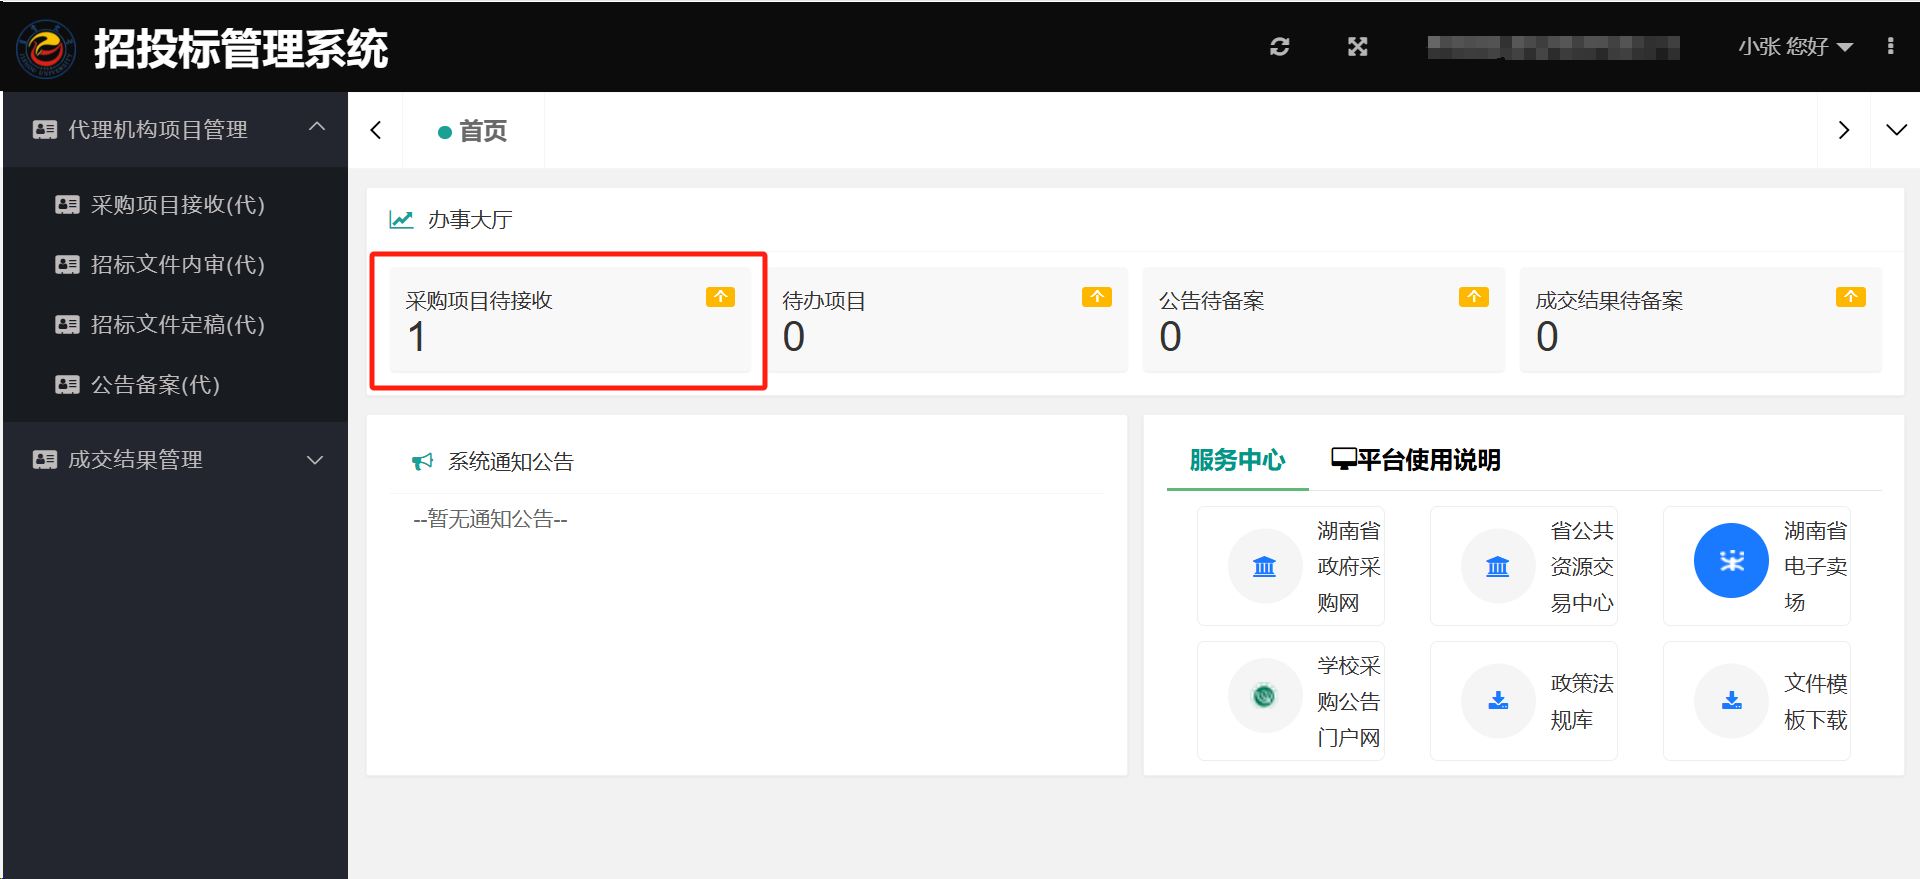 招投标管理系统
小张 您好
代理机构项目管理
采购项目接收(代)
招标文件内审(代)
招标文件定稿(代)
公告备案(代)
成交结果管理
首页
办事大厅
采购项目待接收
个
1
待办项目
个
0
公告待备案
个
0
成交结果待备案
个
0
系统通知公告
--暂无通知公告--
服务中心
平台使用说明
湖南省
政府采
购网
省公共
资源交
易中心
湖南省
电子卖
场
学校采
购公告
门户网
政策法
规库
文件模
板下载